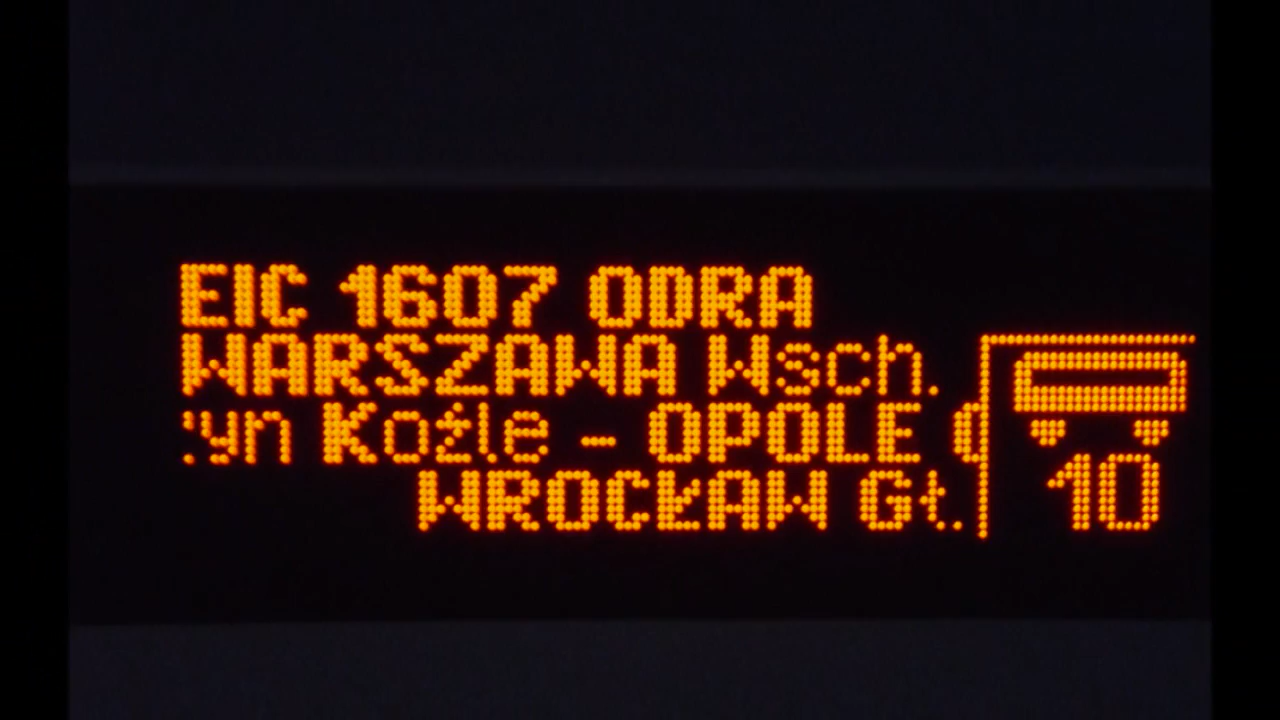 EIC 1607 ODRA
WARSZAWA Wsch.
yn Koźle - OPOLE
WROCŁAW Gł.
10